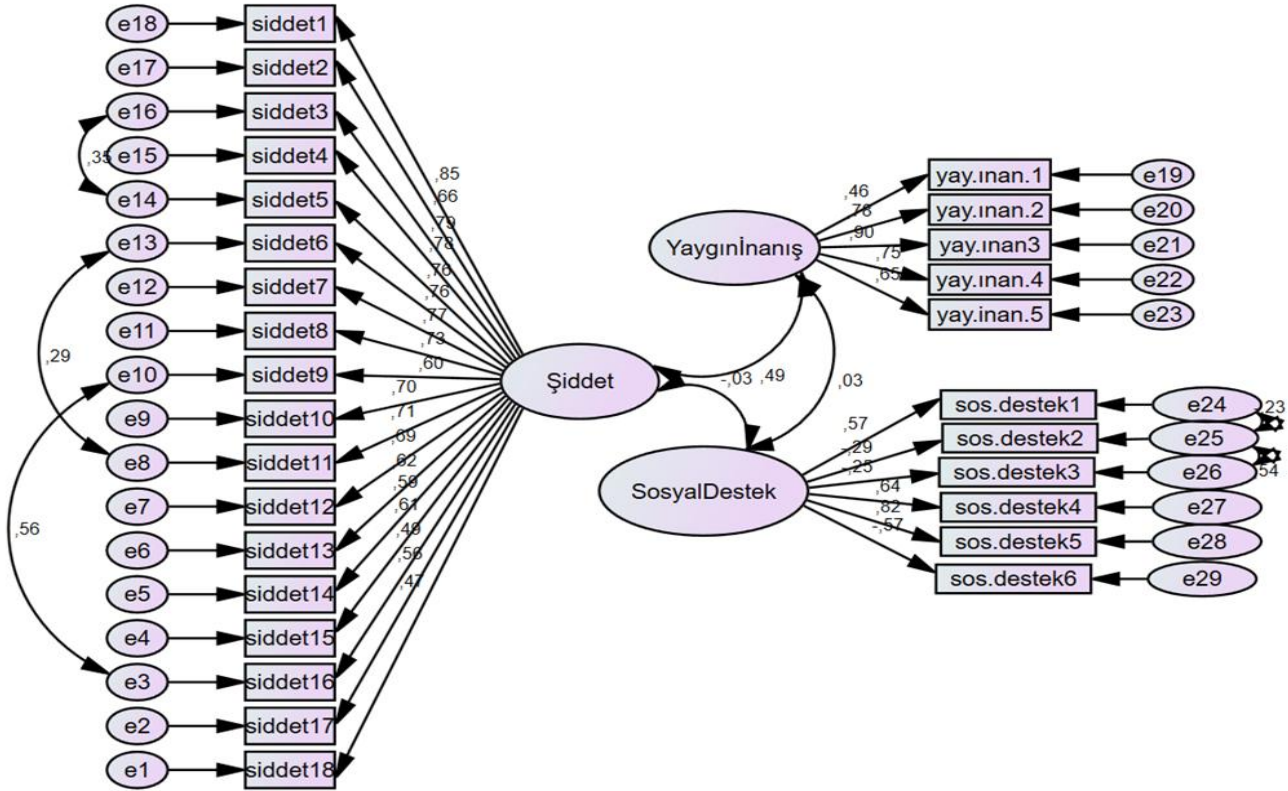 e18 siddet1
e17 siddet2
e16 siddet3
e15 siddet4
e14 siddet5
e13 siddet6
e12 siddet7
e11 siddet8
e10 siddet9
e9 siddet10
e8 siddet11
e7 siddet12
e6 siddet13
e5 siddet14
e4 siddet15
e3 siddet16
e2 siddet17
e1 siddet18
,35
,29
,56
,85
,66
,79
,78
,76
,76
,77
,73
,60
,70
,71
,69
,62
,59
,61
,49
,56
,47
Şiddet
-,03 ,49
,03
Yaygınİnanış
,46
,78
,90
,75
,65
yay.ınan.1 e19
yay.ınan.2 e20
yay.ınan3 e21
yay.ınan.4 e22
yay.inan.5 e23
SosyalDestek
,57
-,29
-,25
,64
,82
-,57
sos.destek1 e24
sos.destek2 e25
sos.destek3 e26
sos.destek4 e27
sos.destek5 e28
sos.destek6 e29
,54